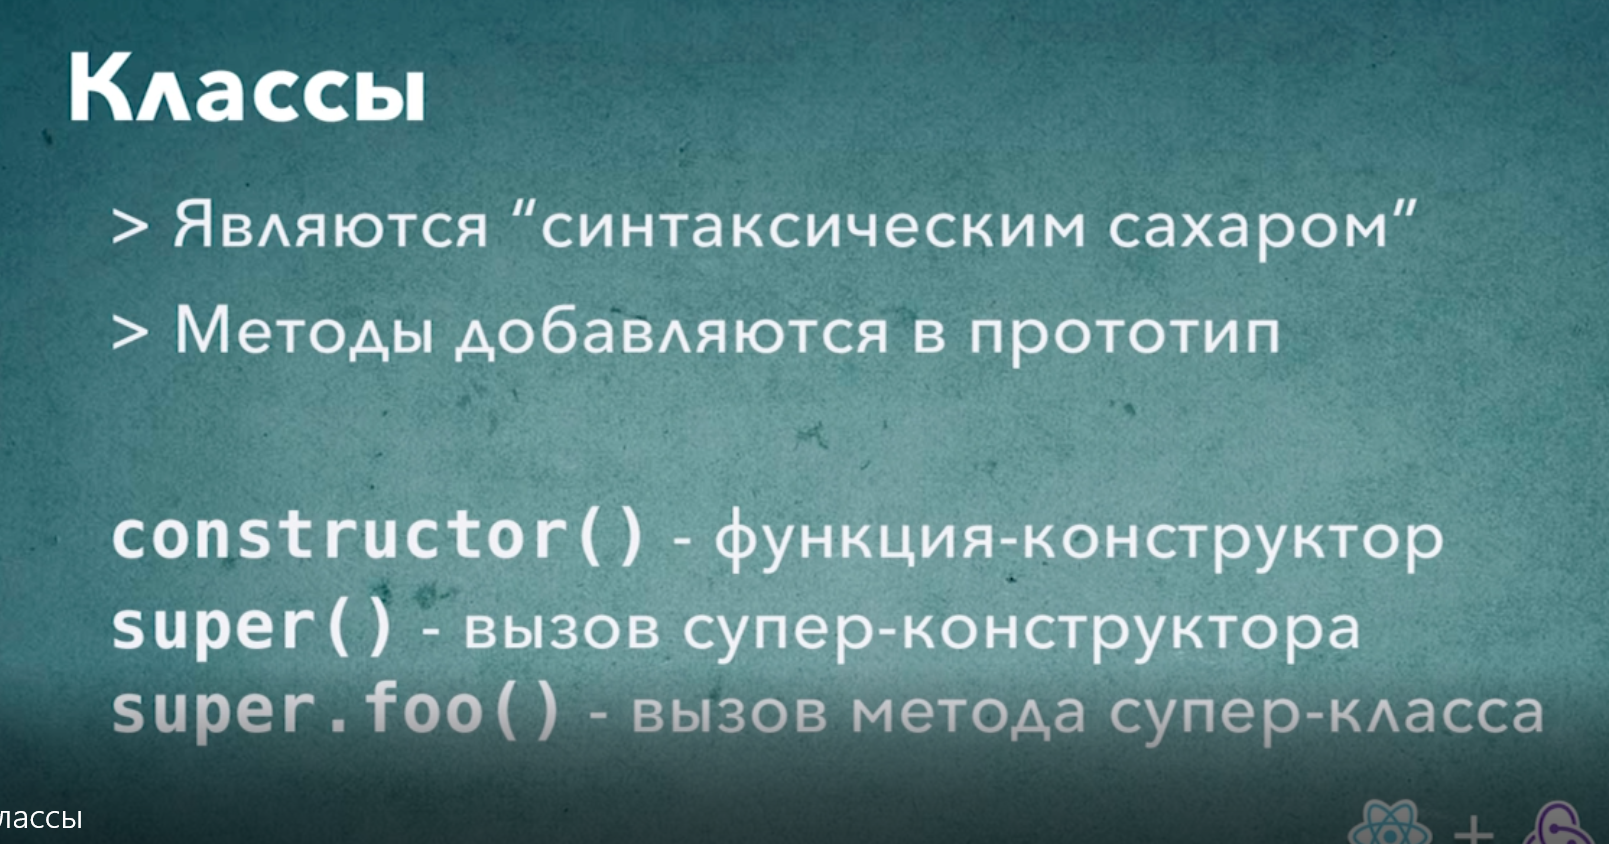 Классы
> Являются “синтаксическим сахаром”
> Методы добавляются в прототип
constructor() - функция-конструктор
super() - вызов супер-конструктора
super.foo() - вызов метода супер-класса
лассы
+